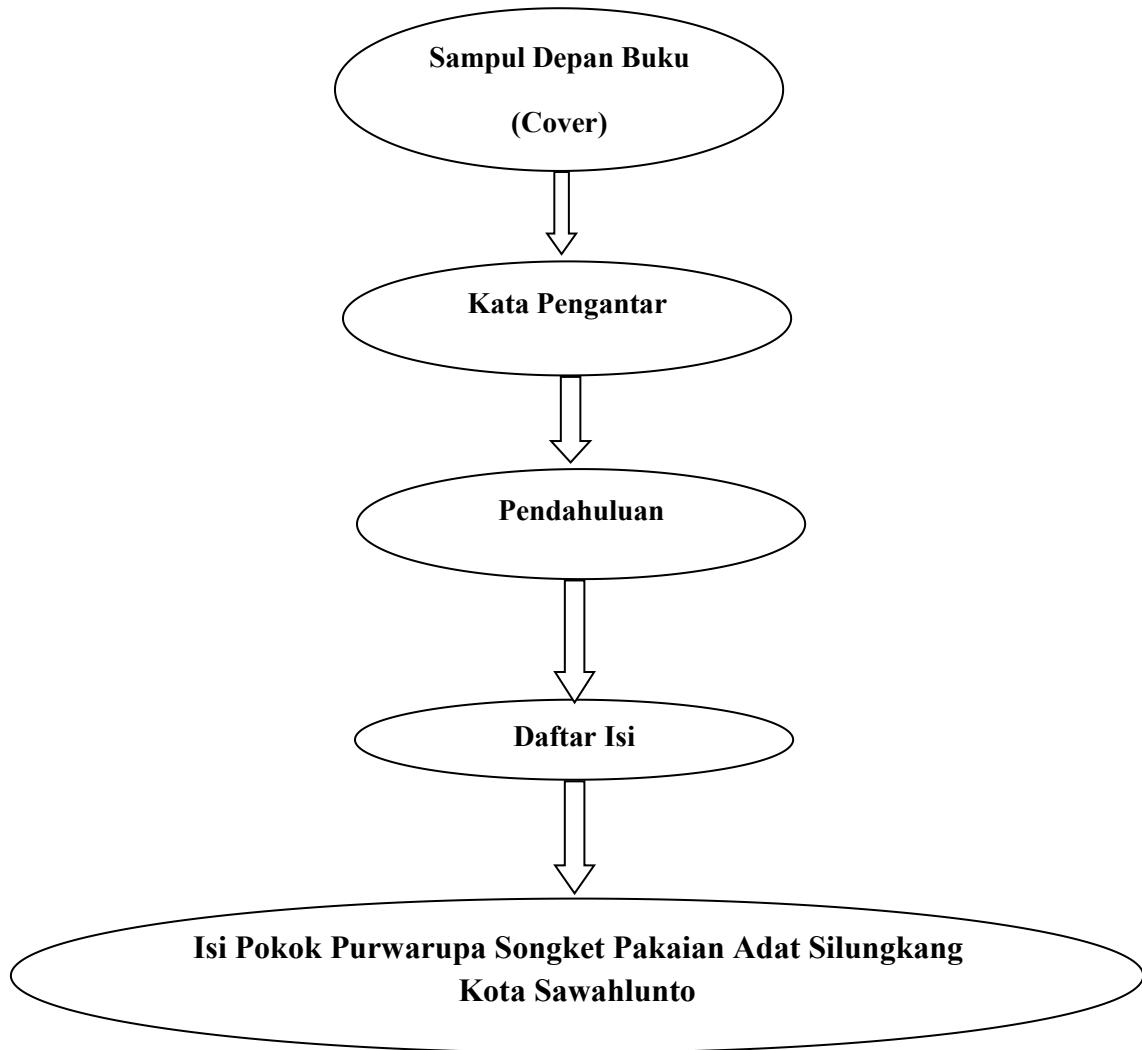 Sampul Depan Buku
(Cover)
Kata Pengantar
Pendahuluan
Daftar Isi
Isi Pokok Purwarupa Songket Pakaian Adat Silungkang
Kota Sawahlunto